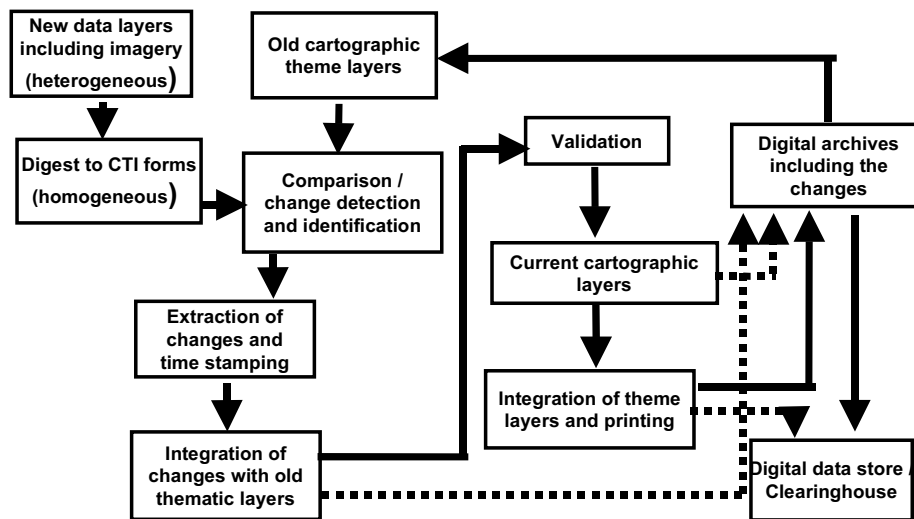 New data layers
including imagery
(heterogeneous)
Old cartographic
theme layers
Validation
Digital archives
including the
changes
Digest to CTI forms
(homogeneous)
Comparison /
change detection
and identification
Current cartographic
layers
Extraction of
changes and
time stamping
Integration of theme
layers and printing
Integration of
changes with old
thematic layers
Digital data store /
Clearinghouse